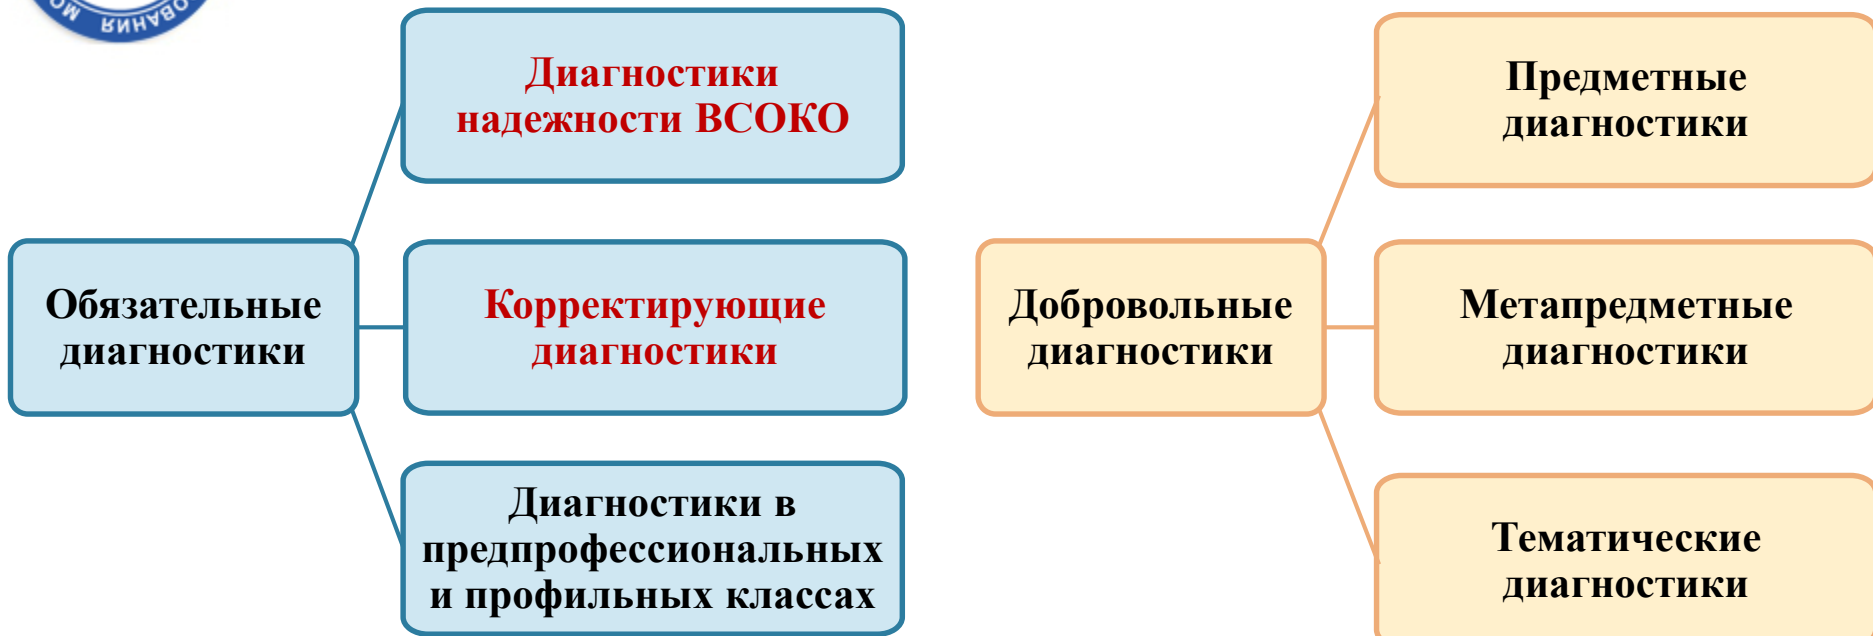 Диагностики
надежности ВСОКО
Обязательные
диагностики
Корректирующие
диагностики
Диагностики в
предпрофессиональных
и профильных классах
Предметные
диагностики
Добровольные
диагностики
Метапредметные
диагностики
Тематические
диагностики